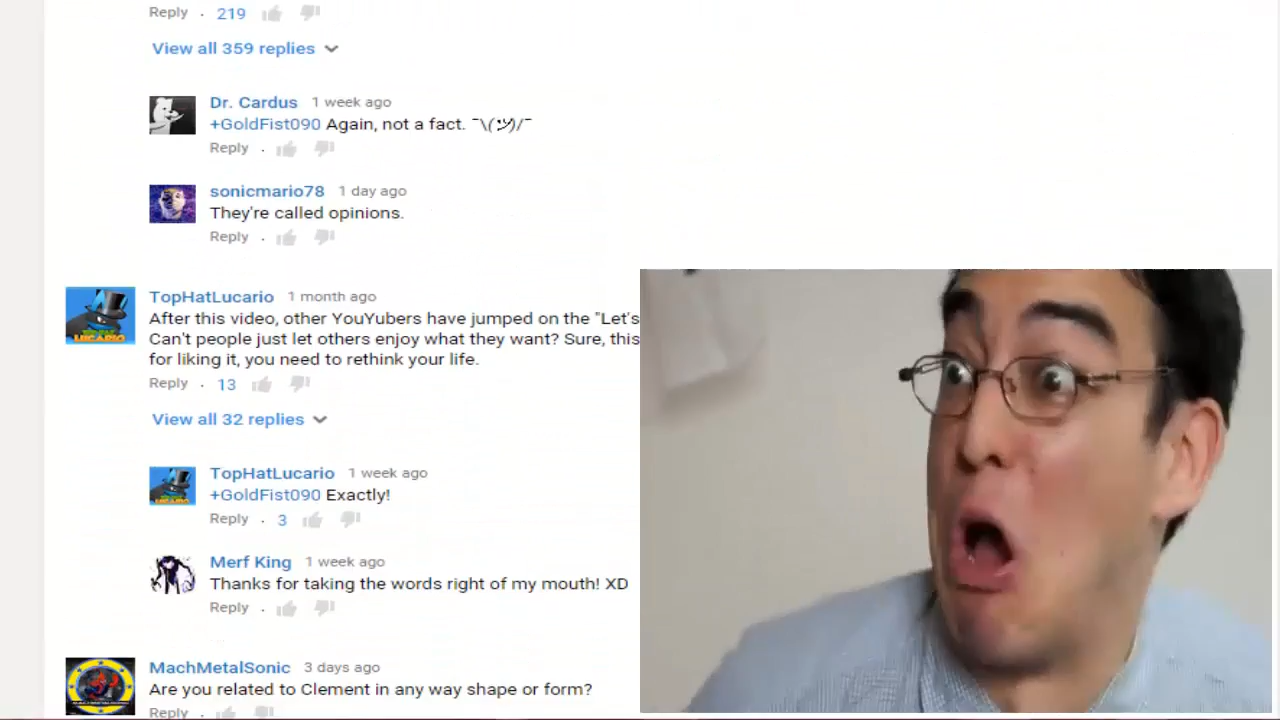 Reply . 219
View all 359 replies
Dr. Cardus 1 week ago
+GoldFist090 Again, not a fact. ¯\(ツ)/¯
Reply .
sonicmario78 1 day ago
They're called opinions.
Reply .
TopHatLucario 1 month ago
After this video, other YouYubers have jumped on the "Let's
Can't people just let others enjoy what they want? Sure, this
for liking it, you need to rethink your life.
Reply . 13
View all 32 replies
TopHatLucario 1 week ago
+GoldFist090 Exactly!
Reply . 3
Merf King 1 week ago
Thanks for taking the words right of my mouth! XD
Reply .
MachMetalSonic 3 days ago
Are you related to Clement in any way shape or form?
Reply .